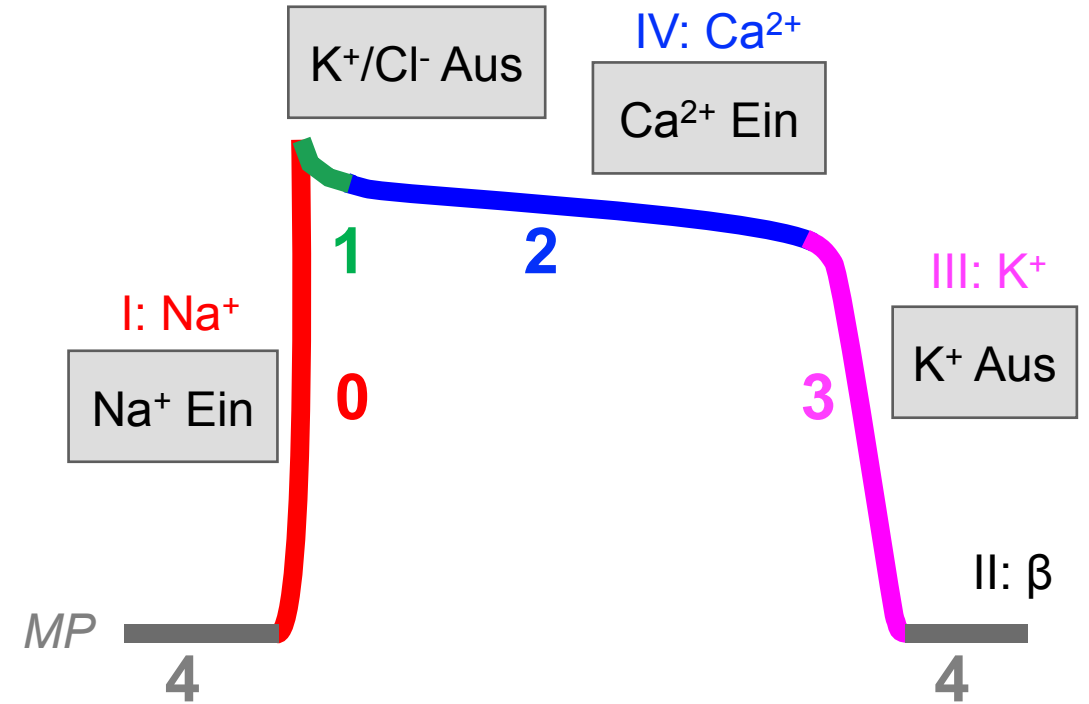 K⁺/Cl⁻ Aus
IV: Ca²⁺
Ca²⁺ Ein
1
2
I: Na⁺
Na⁺ Ein
0
III: K⁺
K⁺ Aus
3
II: β
MP
4
4